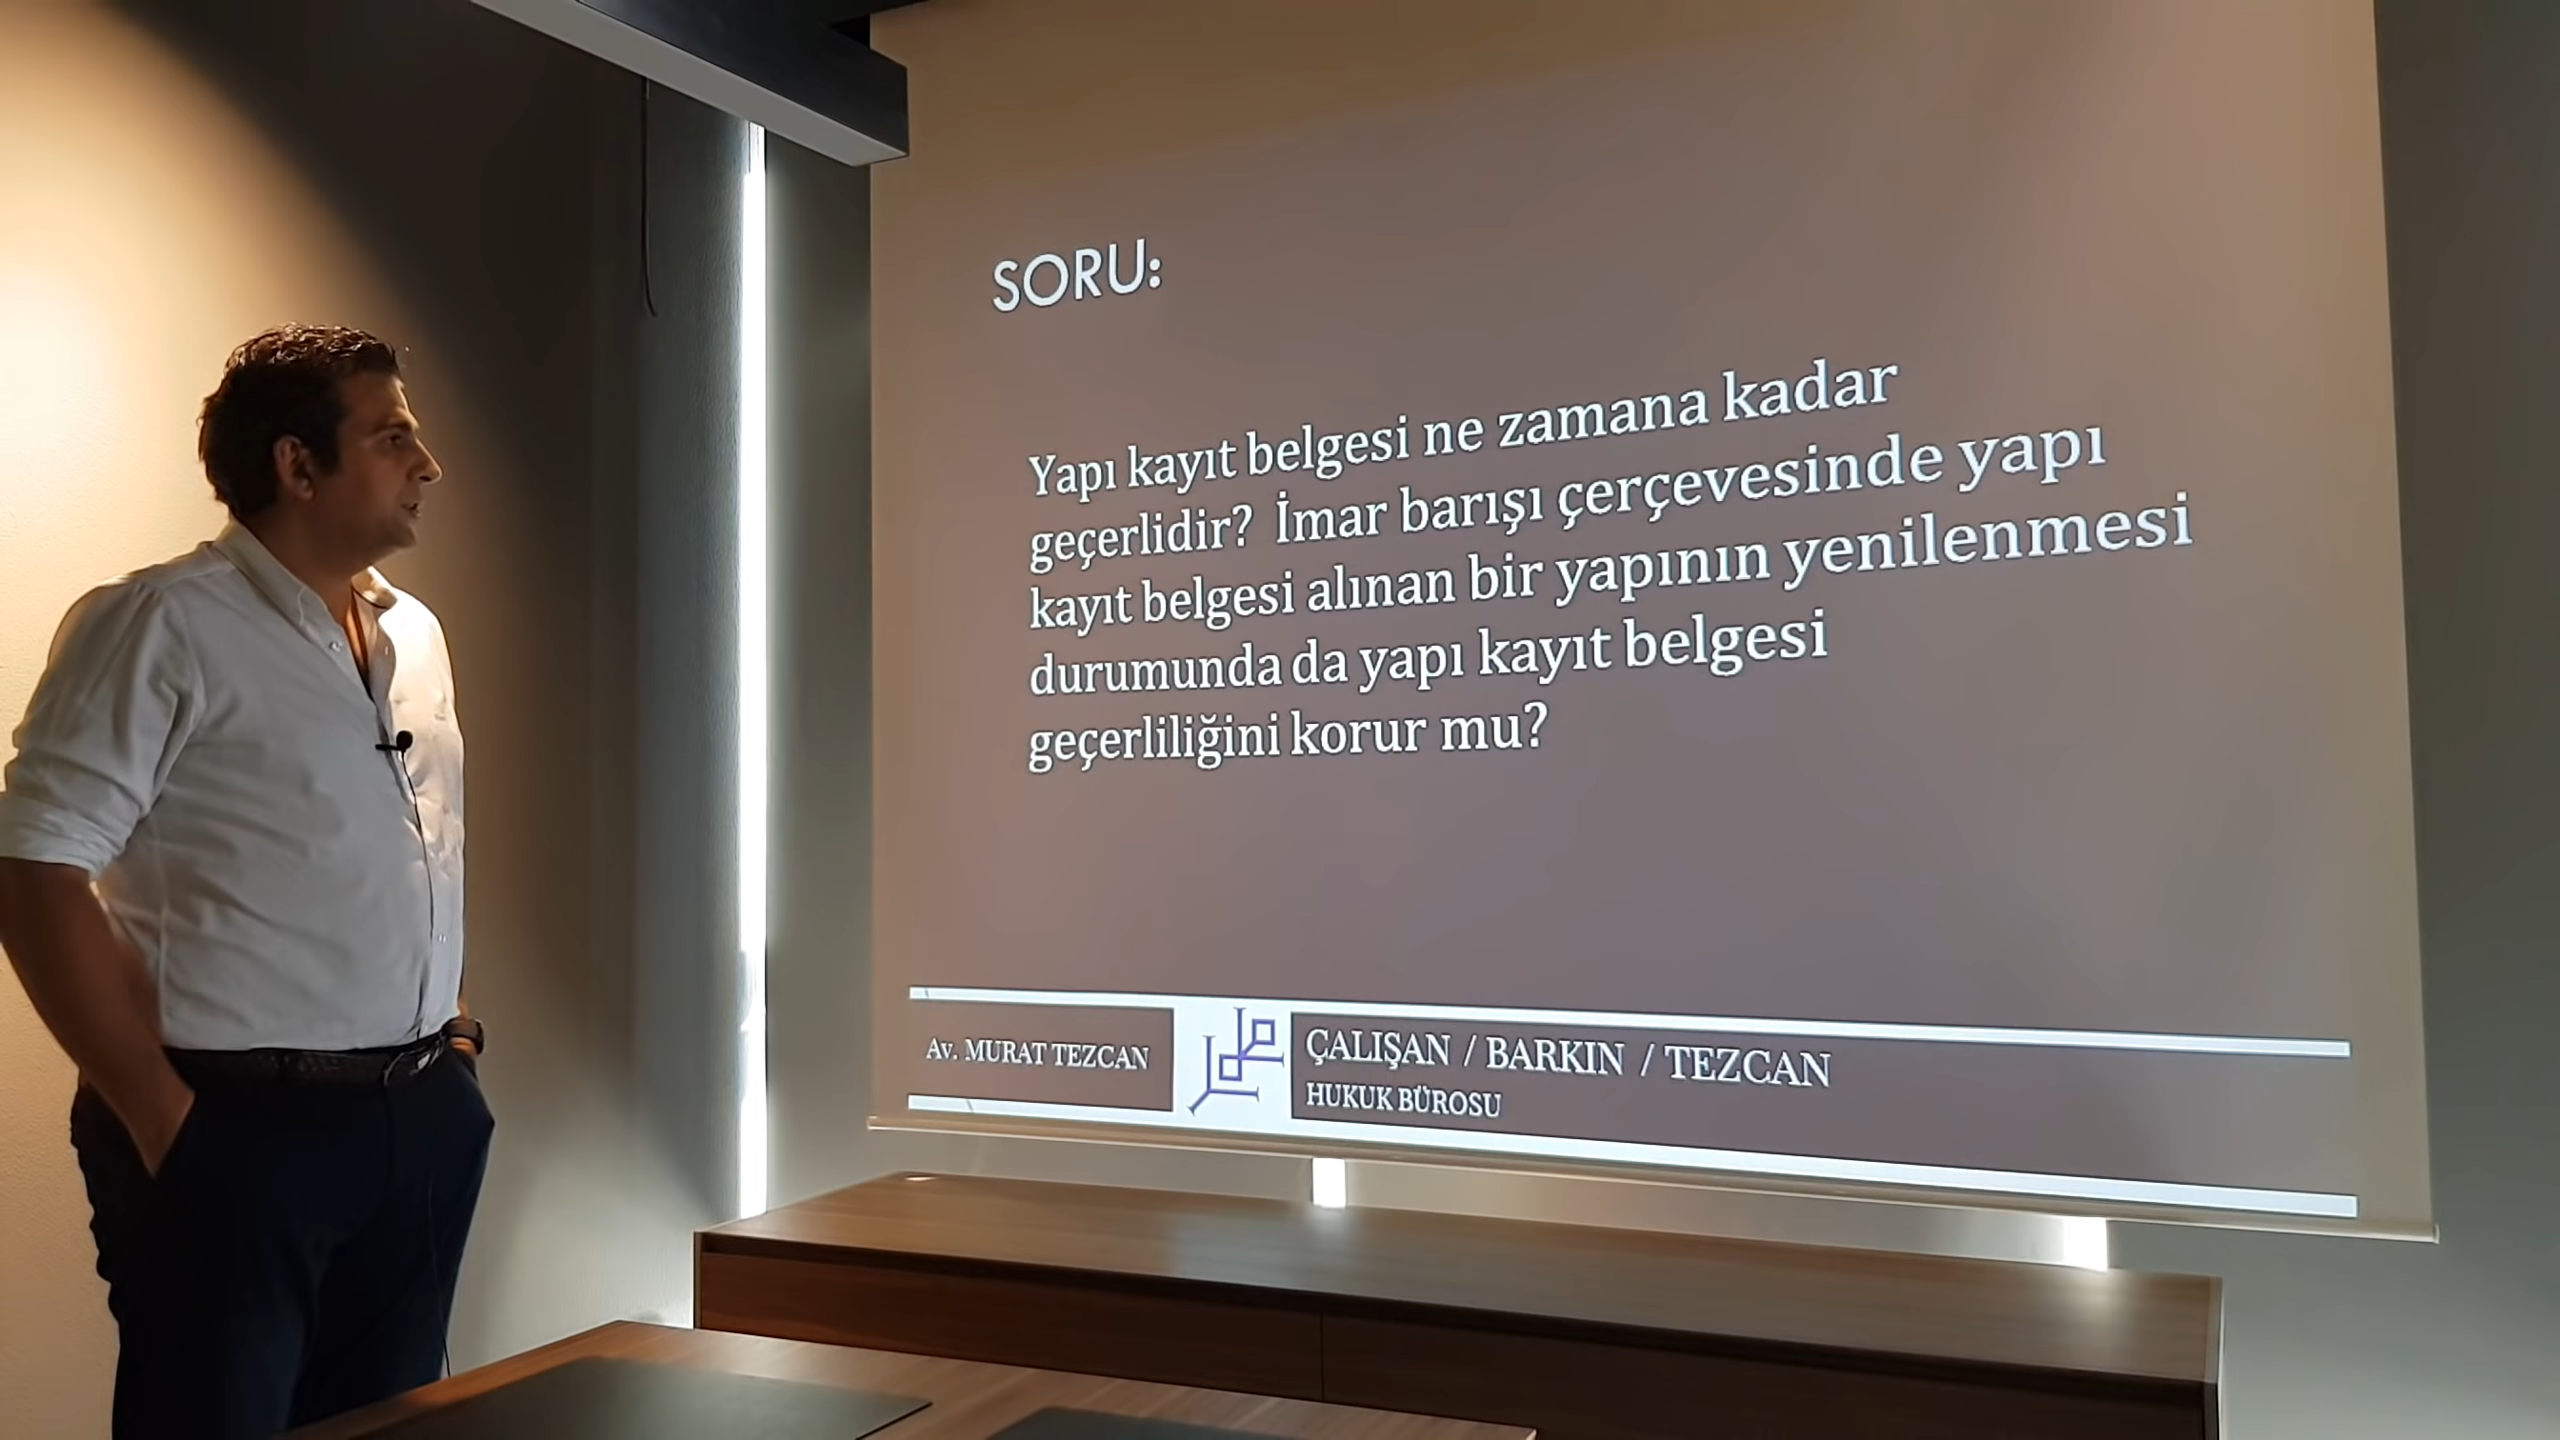 SORU:
Yapı kayıt belgesi ne zamana kadar
geçerlidir? İmar barışı çerçevesinde yapı
kayıt belgesi alınan bir yapının yenilenmesi
durumunda da yapı kayıt belgesi
geçerliliğini korur mu?
Av. MURAT TEZCAN
ÇALIŞAN / BARKIN / TEZCAN
HUKUK BÜROSU